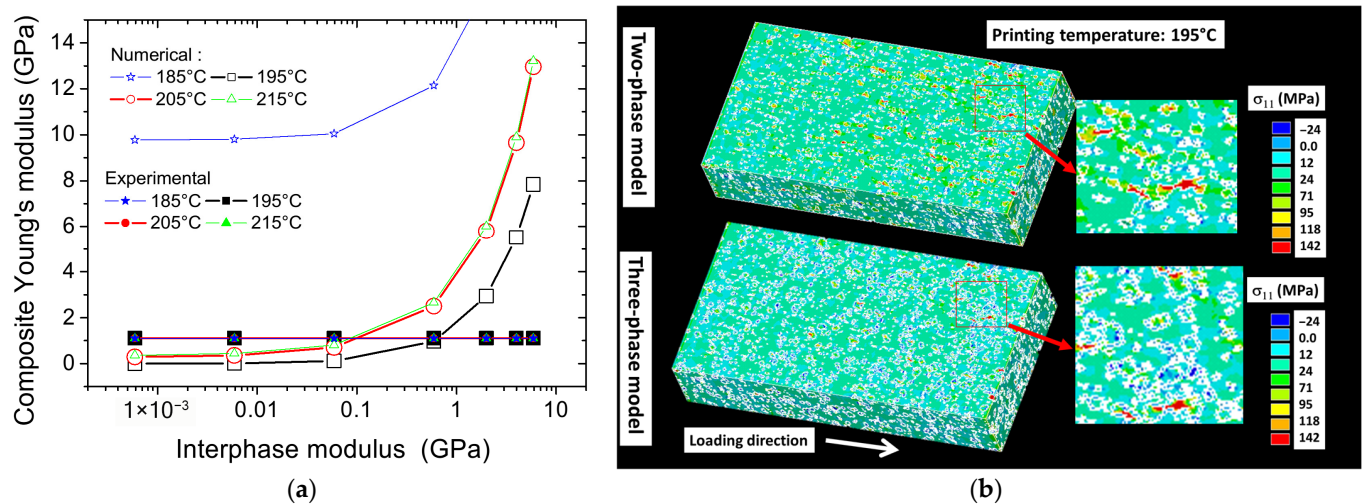 14
12
10
8
6
4
2
0
Composite Young's modulus (GPa)
Numerical :
185°C
195°C
205°C
215°C
Experimental
185°C
195°C
205°C
215°C
1×10⁻³
0.01
0.1
1
10
Interphase modulus (GPa)
(a)
Two-phase model
Printing temperature: 195°C
σ₁₁ (MPa)
−24
0.0
12
24
71
95
118
142
Three-phase model
σ₁₁ (MPa)
−24
0.0
12
24
71
95
118
142
Loading direction
(b)